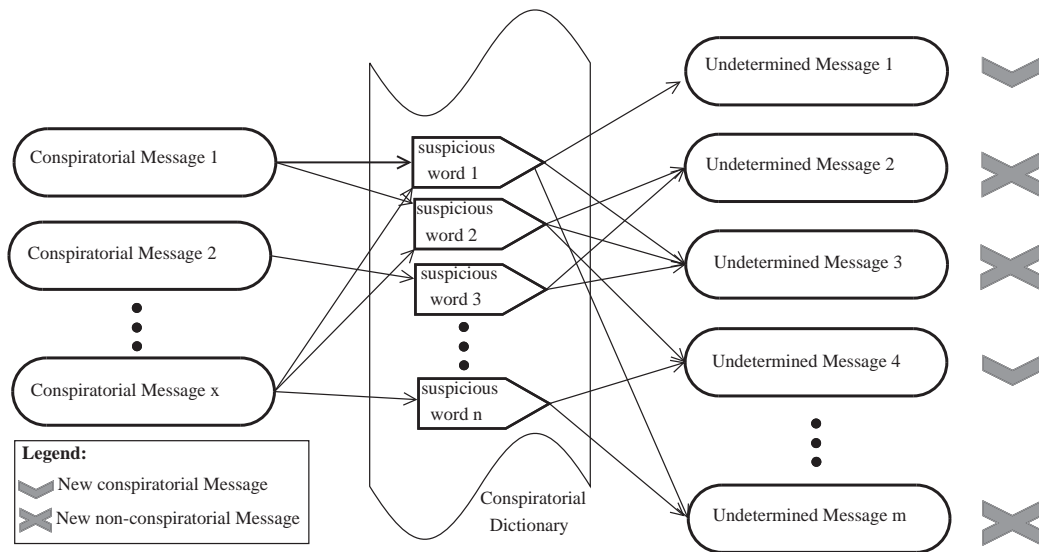 Conspiratorial Message 1
Conspiratorial Message 2
Conspiratorial Message x
suspicious
word 1
suspicious
word 2
suspicious
word 3
suspicious
word n
Conspiratorial
Dictionary
Undetermined Message 1
Undetermined Message 2
Undetermined Message 3
Undetermined Message 4
Undetermined Message m
Legend:
New conspiratorial Message
New non-conspiratorial Message